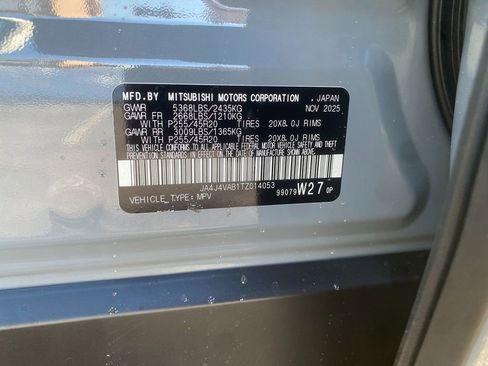 MFD.BY MITSUBISHI MOTORS CORPORATION , JAPAN
GVWR 5368LBS/2435KG NOV 2025
GAWR FR 2668LBS/1210KG
WITH P255/45R20 TIRES 20X8.0J RIMS
GAWR RR 3009LBS/1365KG
WITH P255/45R20 TIRES 20X8.0J RIMS
THIS VEHICLE CONFORMS TO ALL APPLICABLE
FEDERAL MOTOR VEHICLE SAFETY AND
THEFT PREVENTION STANDARDS IN EFFECT ON
THE DATE OF MANUFACTURE SHOWN ABOVE.
JA4J4VAB1TZ014053
99079 W27 0P
VEHICLE_TYPE: MPV